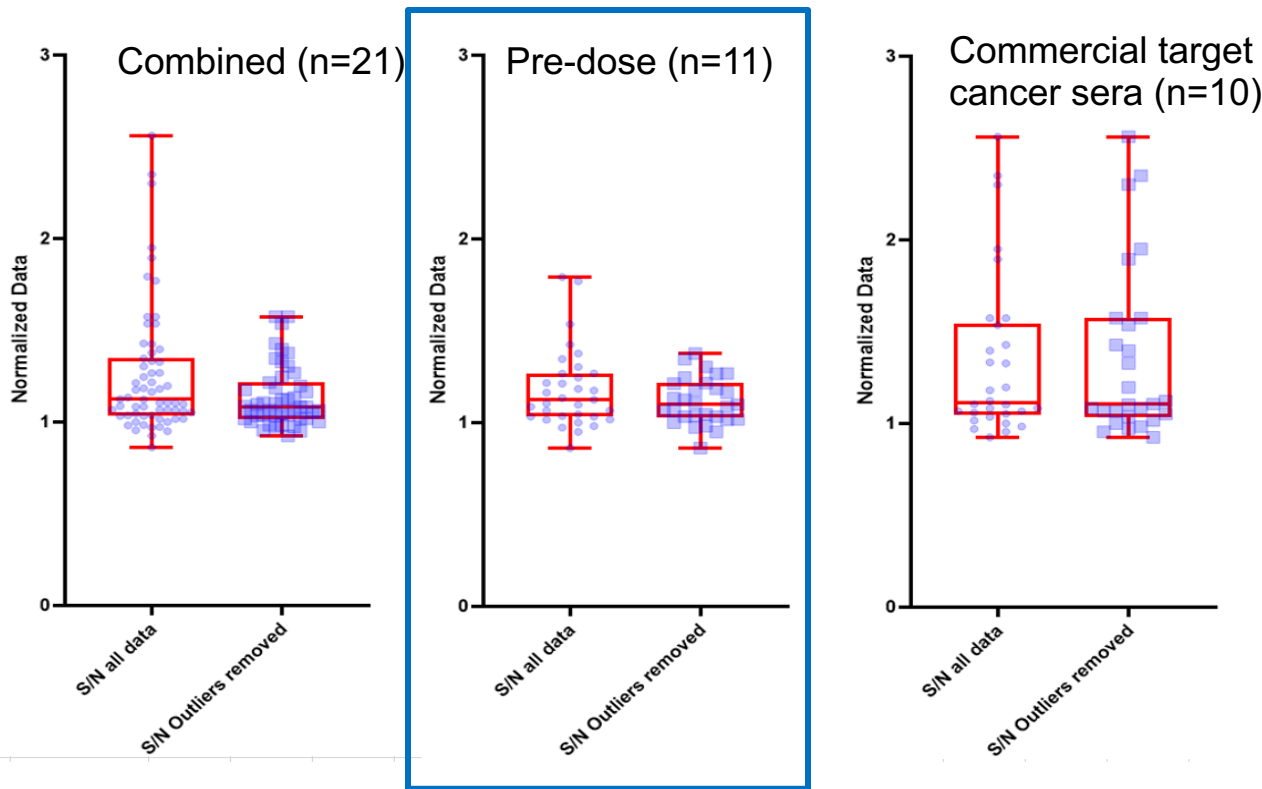 Combined (n=21)
3
2
1
0
Normalized Data
S/N all data
S/N Outliers removed
Pre-dose (n=11)
3
2
1
0
Normalized Data
S/N all data
S/N Outliers removed
Commercial target
cancer sera (n=10)
3
2
1
0
Normalized Data
S/N all data
S/N Outliers removed